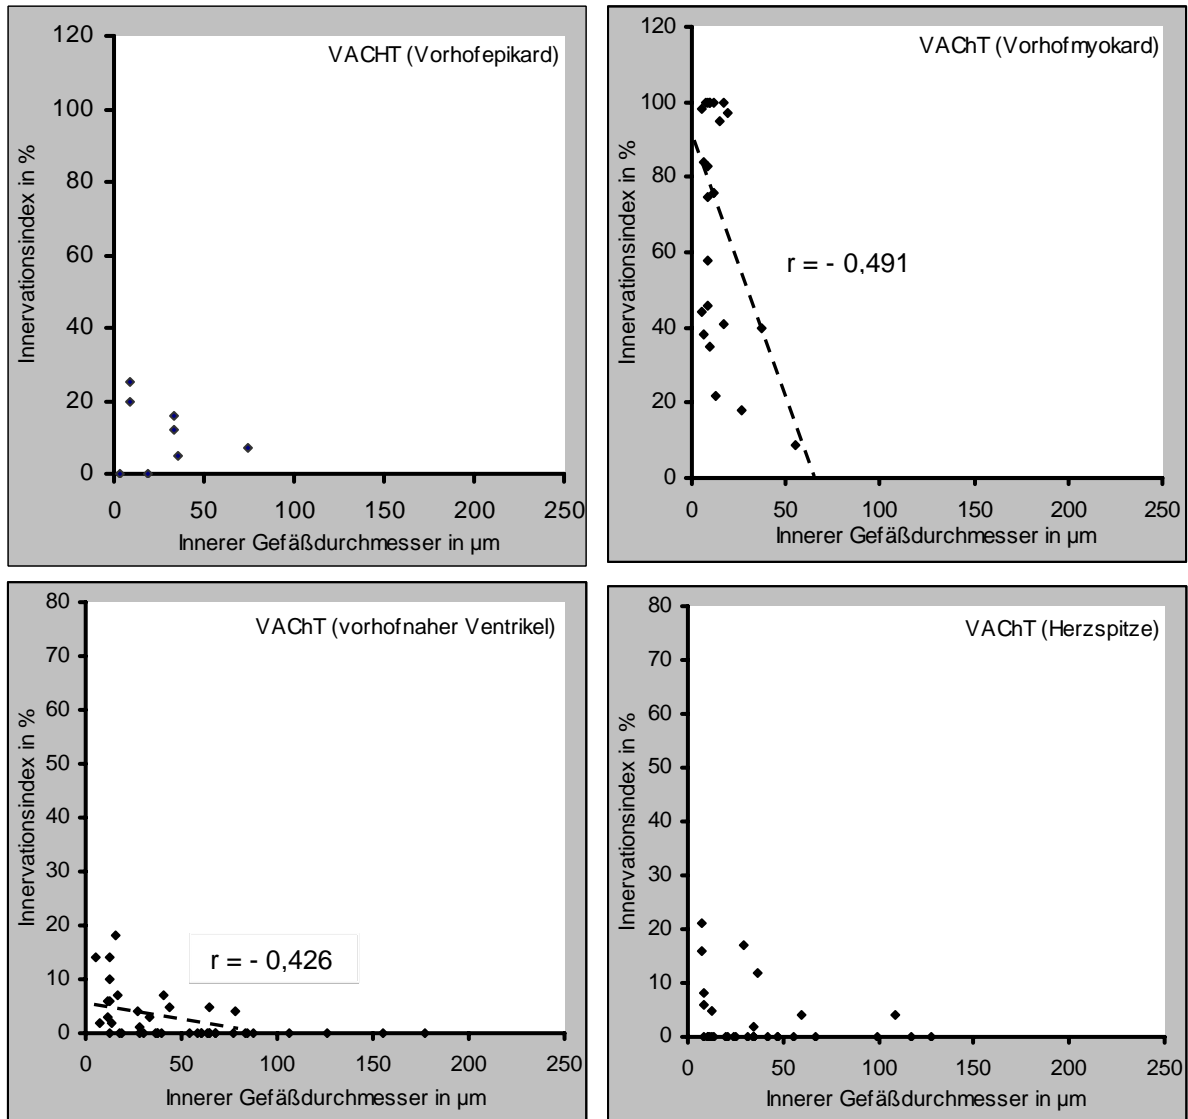 VACHT (Vorhofepikard)
120
100
80
60
40
20
0
Innervationsindex in %
0 50 100 150 200 250
Innerer Gefäßdurchmesser in µm
VAChT (Vorhofmyokard)
120
100
80
60
40
20
0
Innervationsindex in %
r = - 0,491
0 50 100 150 200 250
Innerer Gefäßdurchmesser in µm
VAChT (vorhofnaher Ventrikel)
80
70
60
50
40
30
20
10
0
Innervationsindex in %
r = - 0,426
0 50 100 150 200 250
Innerer Gefäßdurchmesser in µm
VAChT (Herzspitze)
80
70
60
50
40
30
20
10
0
Innervationsindex in %
0 50 100 150 200 250
Innerer Gefäßdurchmesser in µm